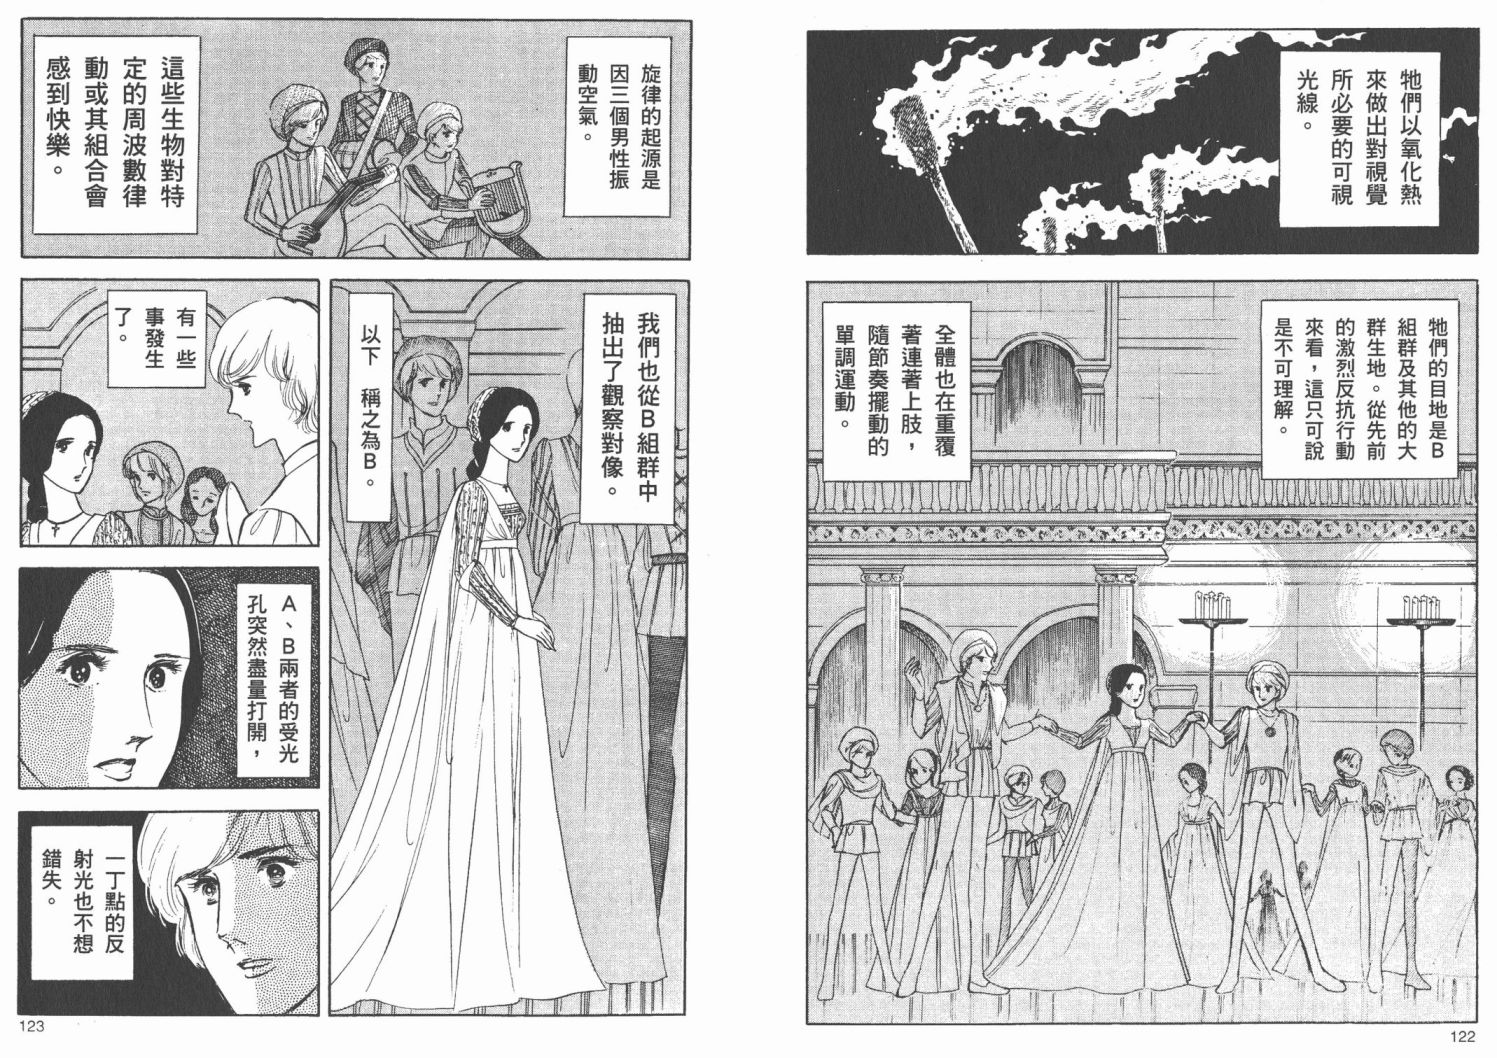 牠們以氧化熱
來做出對視覺
所必要的可視
光線。
牠們的目地是B
組群及其他的大
群生地。從先前
的激烈反抗行動
來看，這只可說
是不可理解。
全體也在重覆
著連著上肢，
隨節奏擺動的
單調運動。
122
旋律的起源是
因三個男性振
動空氣。
這些生物對特
定的周波數律
動或其組合會
感到快樂。
我們也從B組群中
抽出了觀察對像。
以下 稱之為B。
有一些
事發生
了。
A、B兩者的受光
孔突然盡量打開，
一丁點的反
射光也不想
錯失。
123